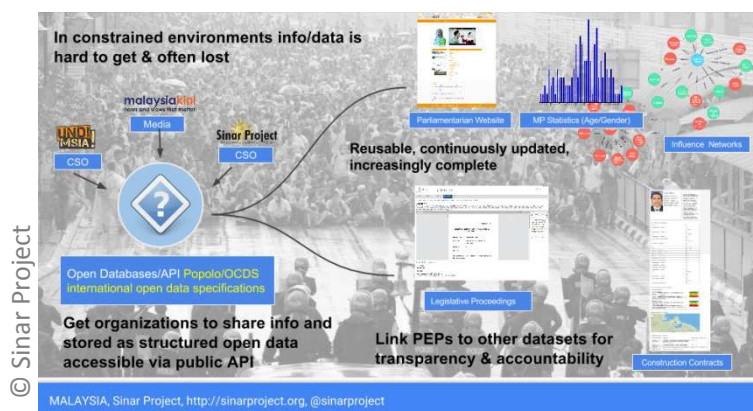 In constrained environments info/data is
hard to get & often lost
malaysiakini
news and views that matter
Media
UNDI
MSIA!
CSO
Sinar Project
CSO
Parliamentarian Website
MP Statistics (Age/Gender)
Influence Networks
Reusable, continuously updated,
increasingly complete
Open Databases/API Popolo/OCDS
international open data specifications
Legislative Proceedings
Get organizations to share info and
stored as structured open data
accessible via public API
Link PEPs to other datasets for
transparency & accountability
Construction Contracts
© Sinar Project
MALAYSIA, Sinar Project, http://sinarproject.org, @sinarproject